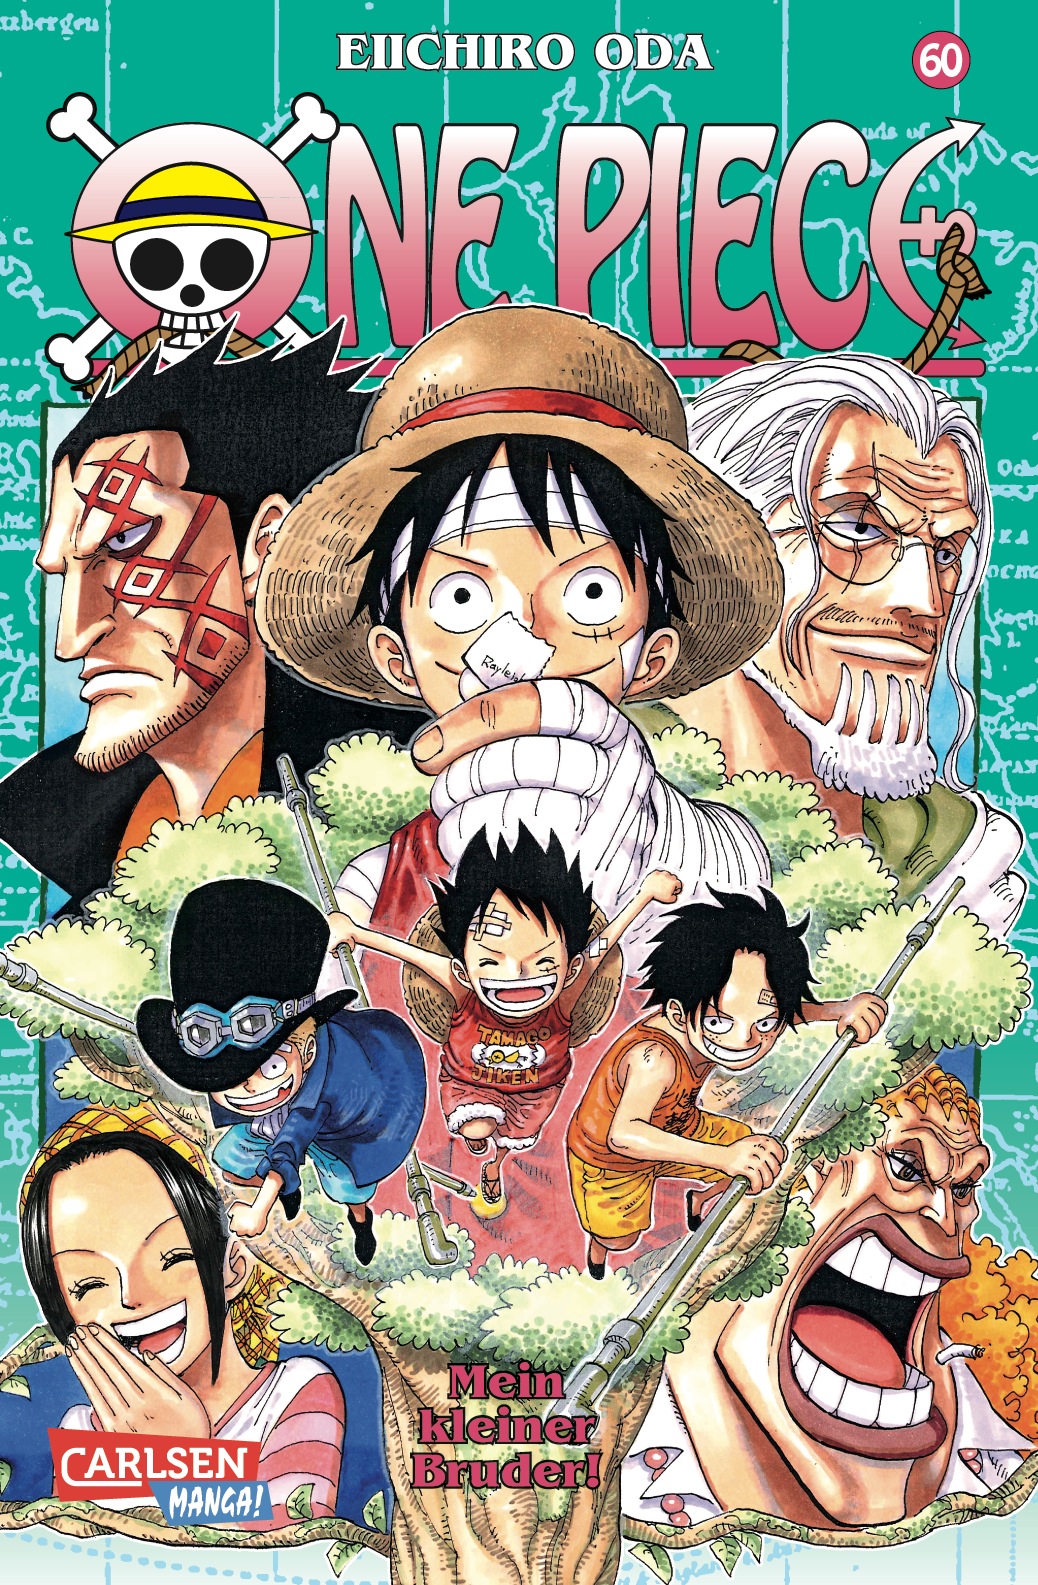 EIICHIRO ODA
60
ONE PIECE
Rayleigh
TAMAGO
JIKEN
Mein
kleiner
Bruder!
CARLSEN
MANGA!